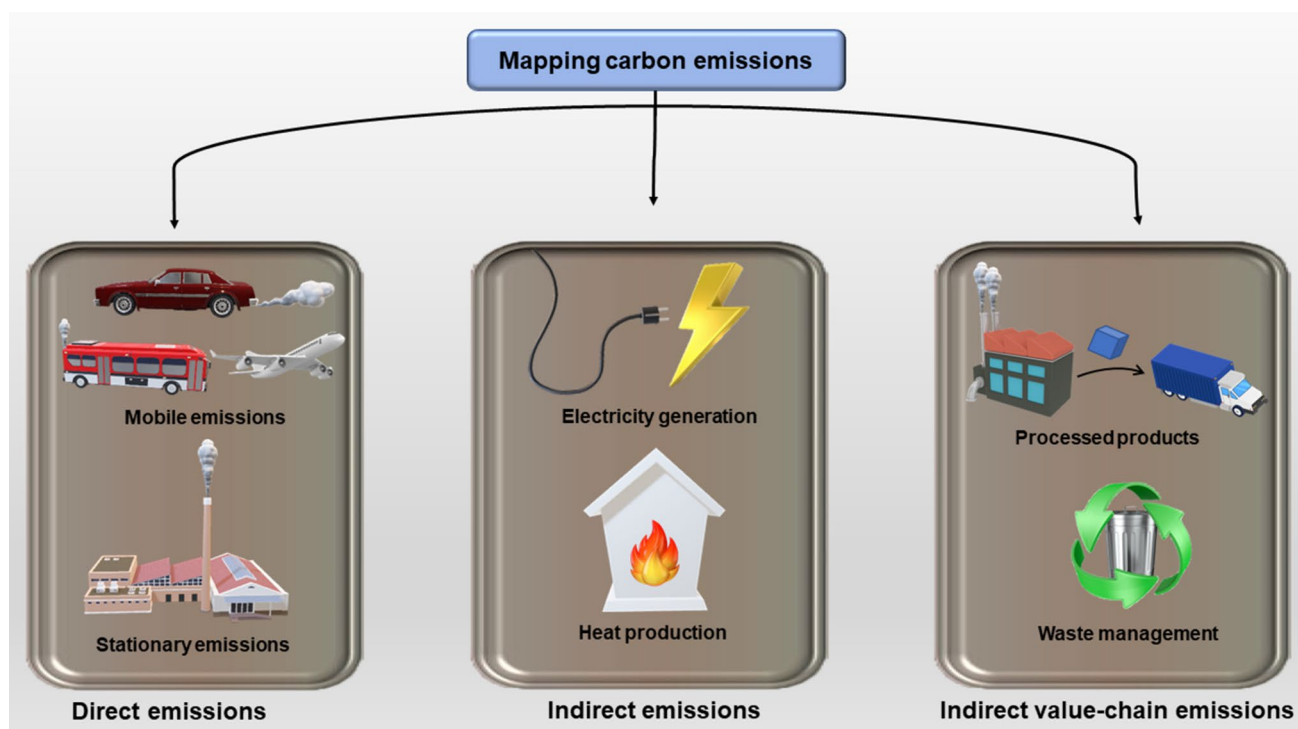 Mapping carbon emissions
Mobile emissions
Stationary emissions
Direct emissions
Electricity generation
Heat production
Indirect emissions
Processed products
Waste management
Indirect value-chain emissions